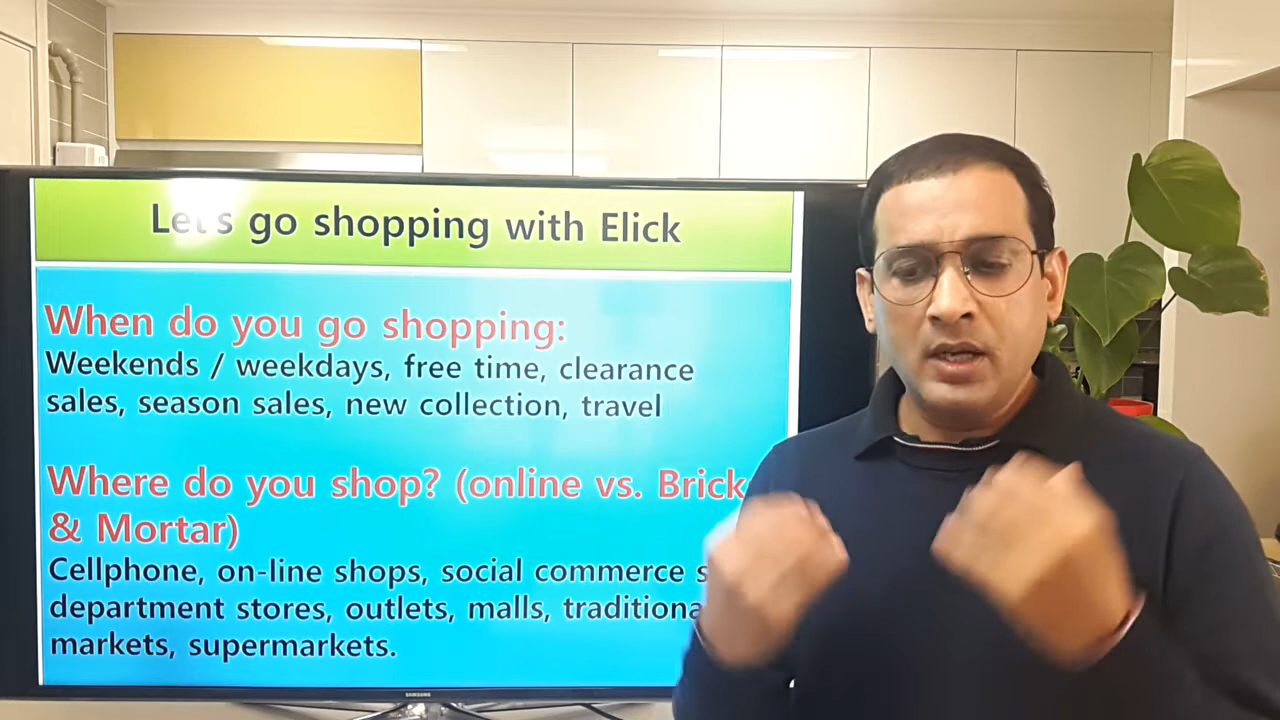 Let's go shopping with Elick
When do you go shopping:
Weekends / weekdays, free time, clearance
sales, season sales, new collection, travel
Where do you shop? (online vs. Brick
& Mortar)
Cellphone, on-line shops, social commerce
department stores, outlets, malls,
markets, supermarkets.
SAMSUNG